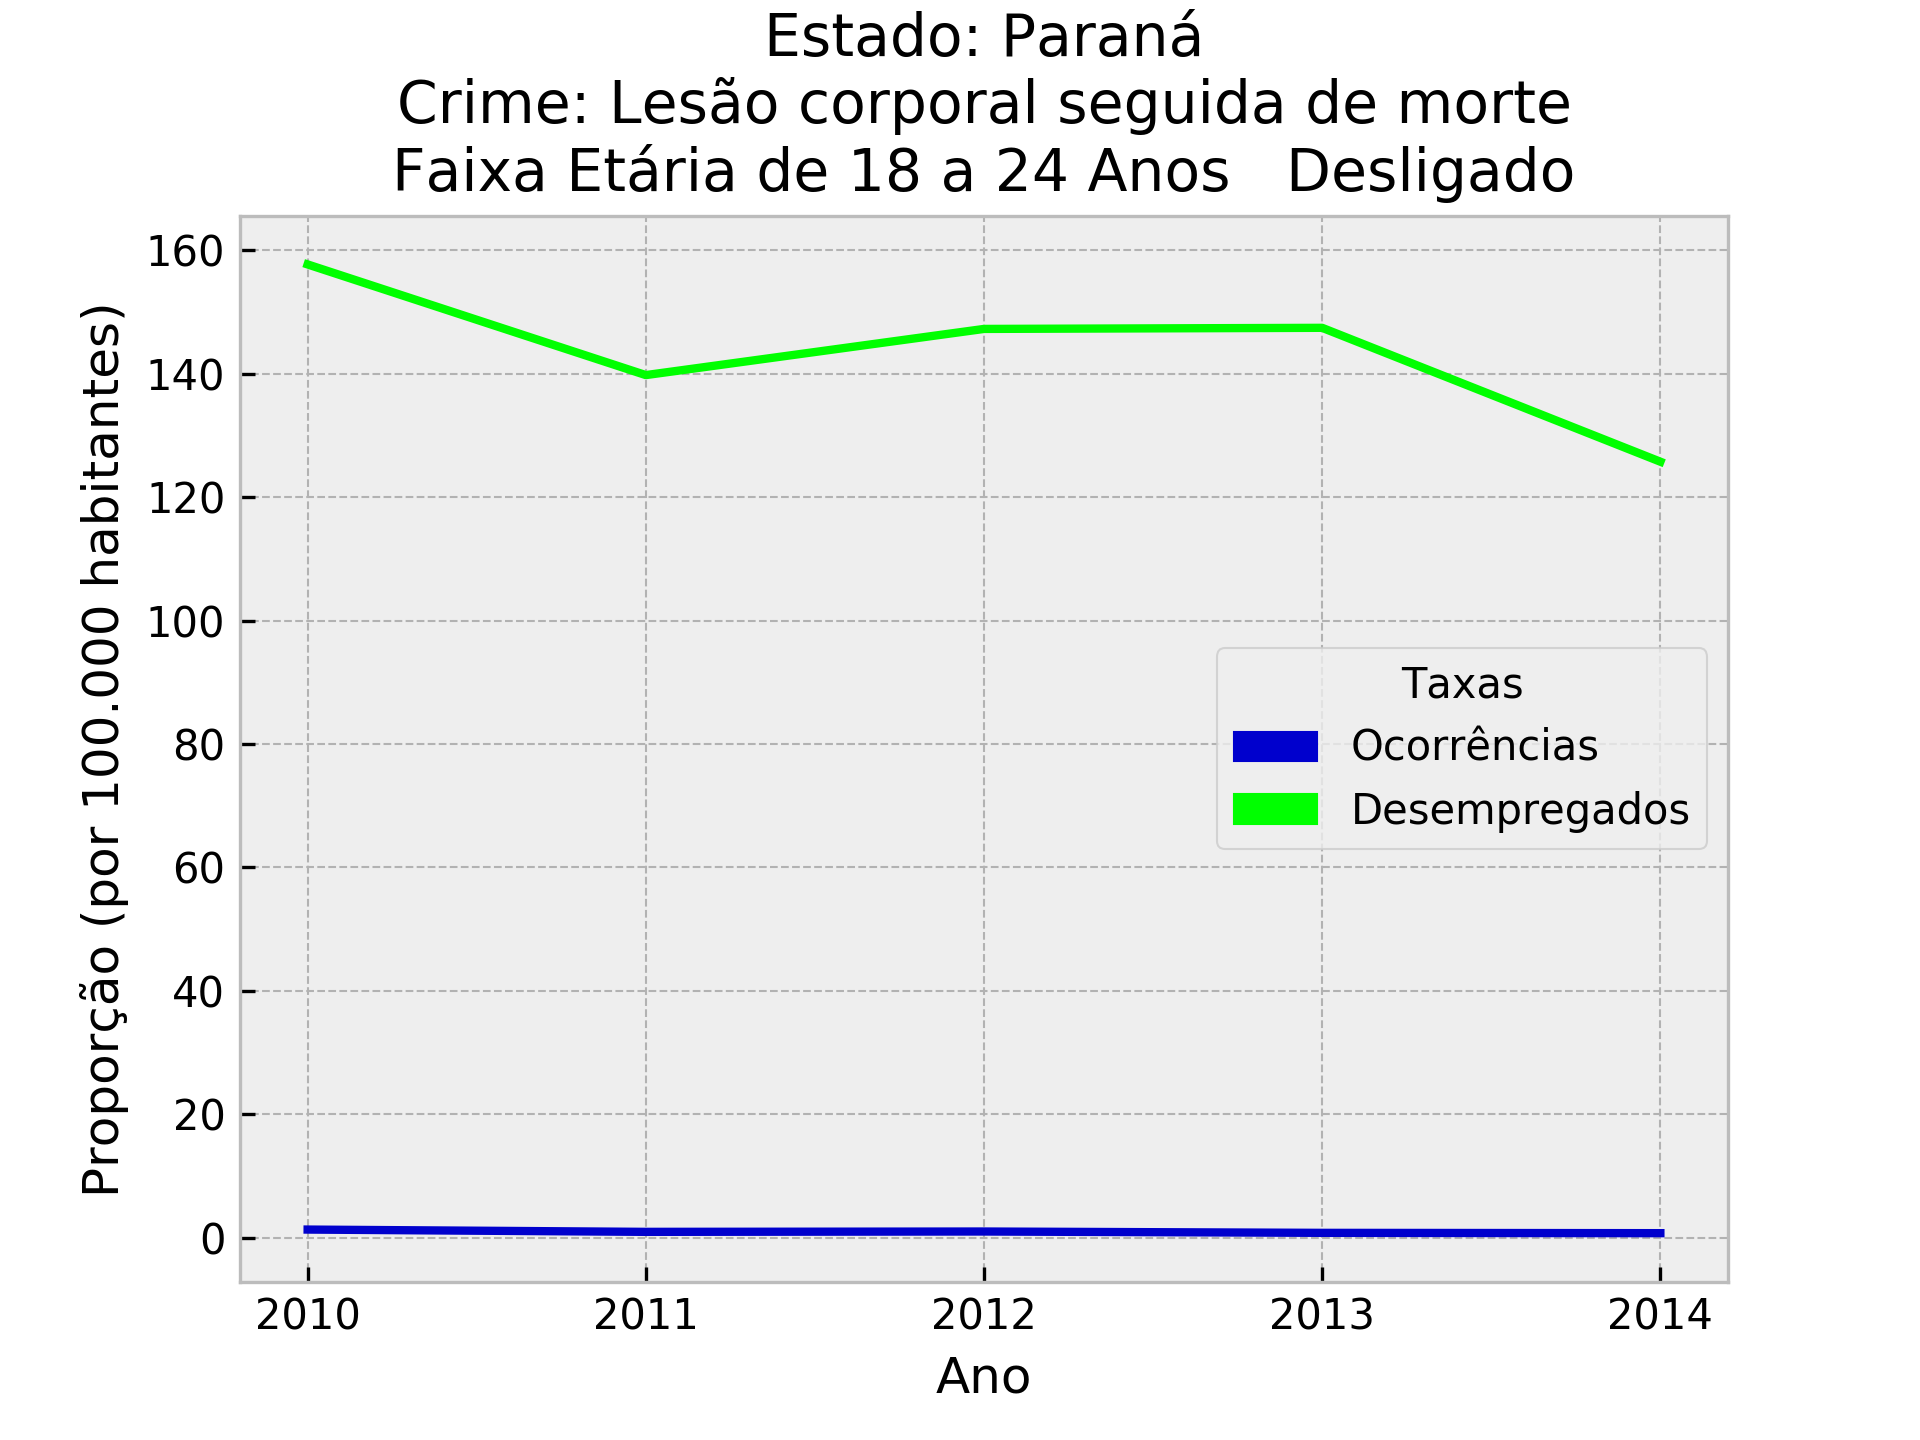 Estado: Paraná
Crime: Lesão corporal seguida de morte
Faixa Etária de 18 a 24 Anos   Desligado
Proporção (por 100.000 habitantes)
160
140
120
100
80
60
40
20
0
Taxas
Ocorrências
Desempregados
2010 2011 2012 2013 2014
Ano